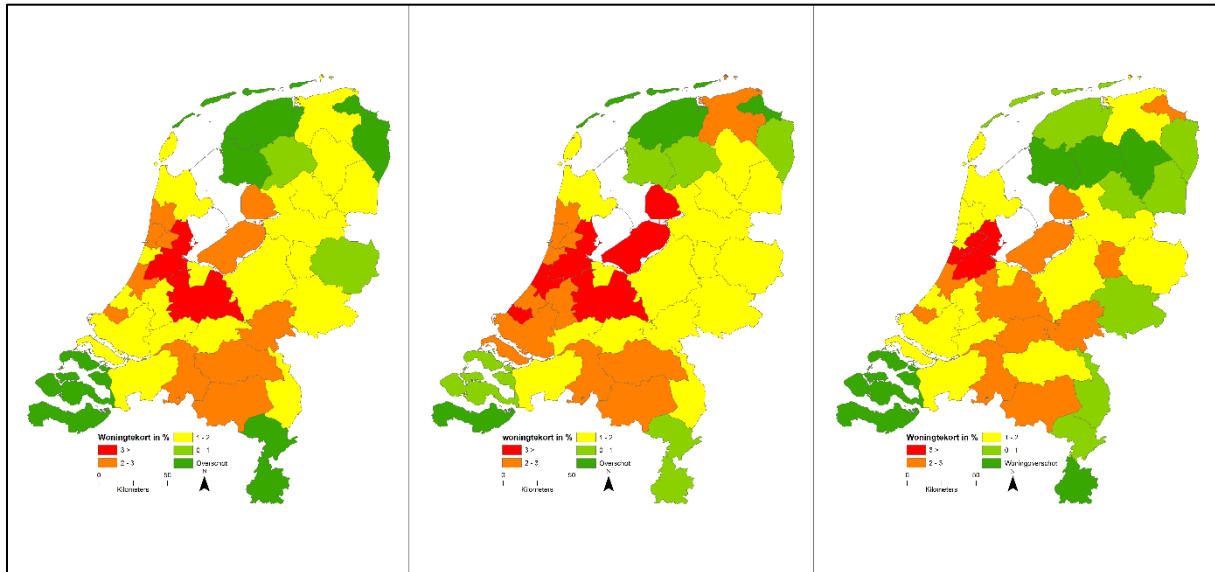 Woningtekort in %
3 >
2 - 3
1 - 2
0 - 1
Overschot
0
50
Kilometers
N
woningtekort in %
3 >
2 - 3
1 - 2
0 - 1
Overschot
0
50
Kilometers
N
Woningtekort in %
3 >
2 - 3
1 - 2
0 - 1
Woningoverschot
0
50
Kilometers
N